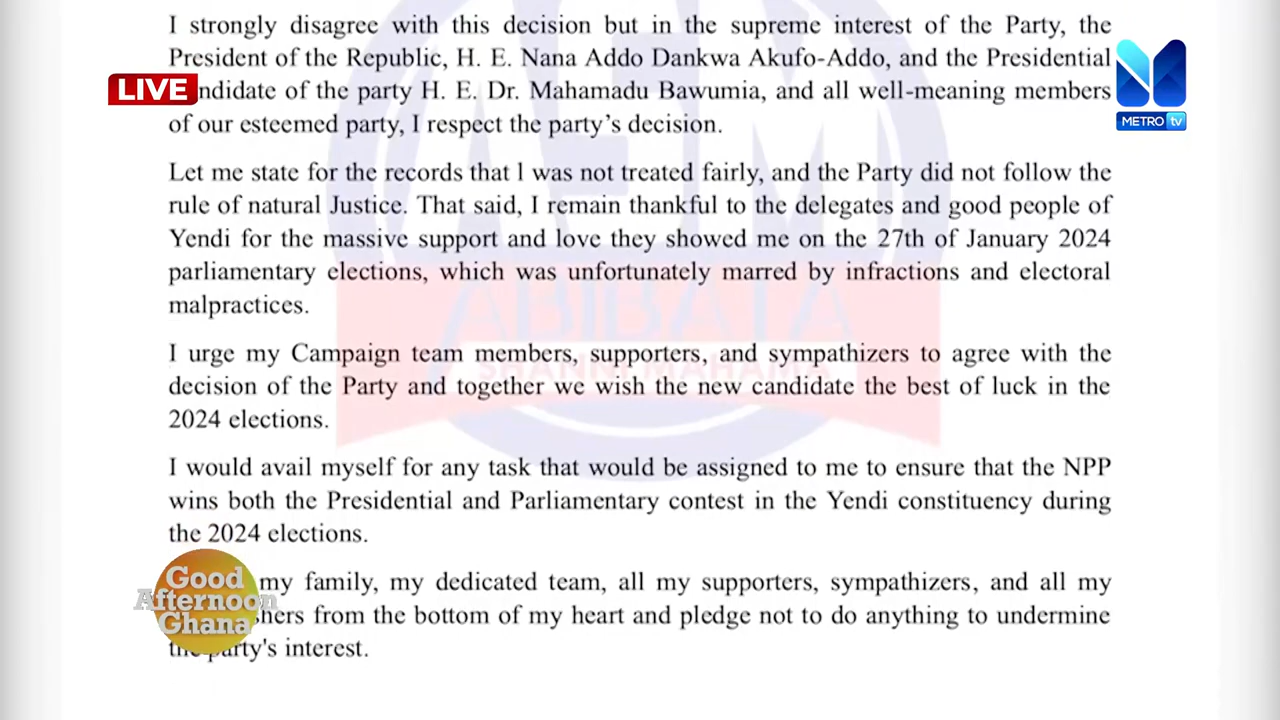 I strongly disagree with this decision but in the supreme interest of the Party, the
President of the Republic, H. E. Nana Addo Dankwa Akufo-Addo, and the Presidential
LIVE
ndidate of the party H. E. Dr. Mahamadu Bawumia, and all well-meaning members
METRO tv
of our esteemed party, I respect the party’s decision.
Let me state for the records that l was not treated fairly, and the Party did not follow the
rule of natural Justice. That said, I remain thankful to the delegates and good people of
Yendi for the massive support and love they showed me on the 27th of January 2024
parliamentary elections, which was unfortunately marred by infractions and electoral
malpractices.
ABIBATA
I urge my Campaign team members, supporters, and sympathizers to agree with the
SHANI MAHAMA
decision of the Party and together we wish the new candidate the best of luck in the
2024 elections.
I would avail myself for any task that would be assigned to me to ensure that the NPP
wins both the Presidential and Parliamentary contest in the Yendi constituency during
the 2024 elections.
Good
Afternoon
Ghana
my family, my dedicated team, all my supporters, sympathizers, and all my
hers from the bottom of my heart and pledge not to do anything to undermine
the party's interest.